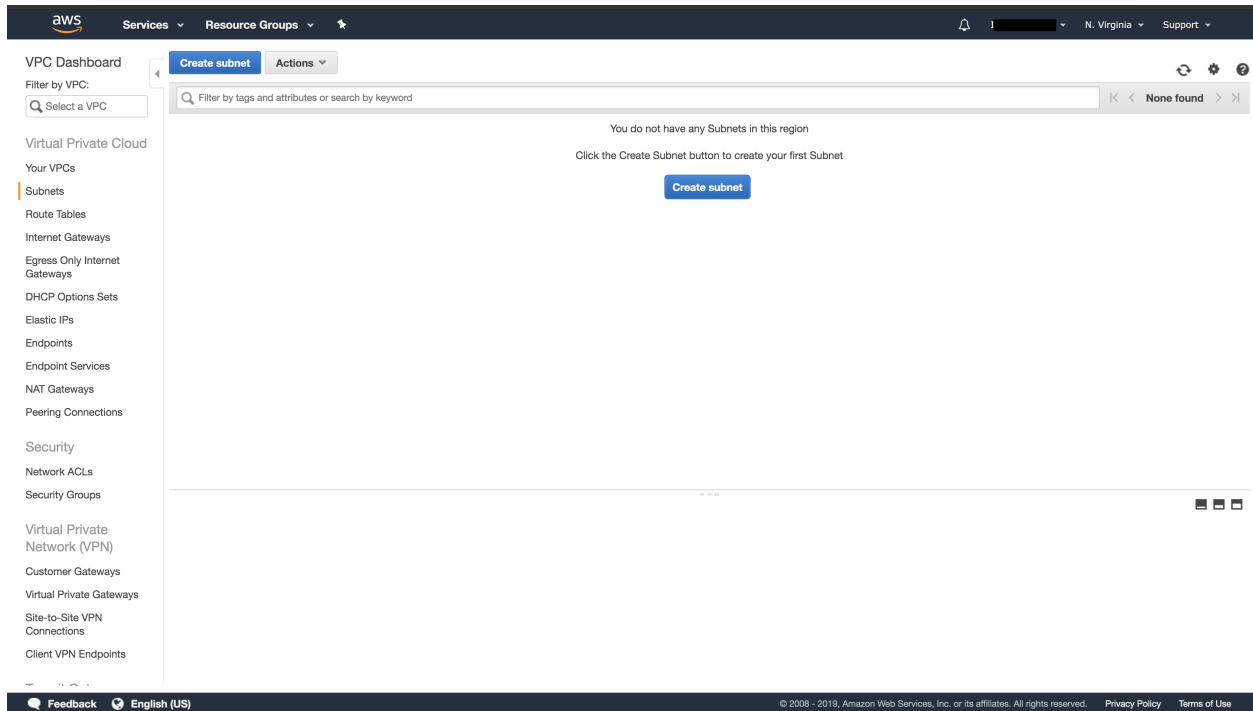 aws Services Resource Groups N. Virginia Support
VPC Dashboard
Filter by VPC:
Select a VPC
Virtual Private Cloud
Your VPCs
Subnets
Route Tables
Internet Gateways
Egress Only Internet
Gateways
DHCP Options Sets
Elastic IPs
Endpoints
Endpoint Services
NAT Gateways
Peering Connections
Security
Network ACLs
Security Groups
Virtual Private
Network (VPN)
Customer Gateways
Virtual Private Gateways
Site-to-Site VPN
Connections
Client VPN Endpoints
Create subnet Actions
Filter by tags and attributes or search by keyword
None found
You do not have any Subnets in this region
Click the Create Subnet button to create your first Subnet
Create subnet
Feedback English (US)
© 2008 - 2019, Amazon Web Services, Inc. or its affiliates. All rights reserved. Privacy Policy Terms of Use